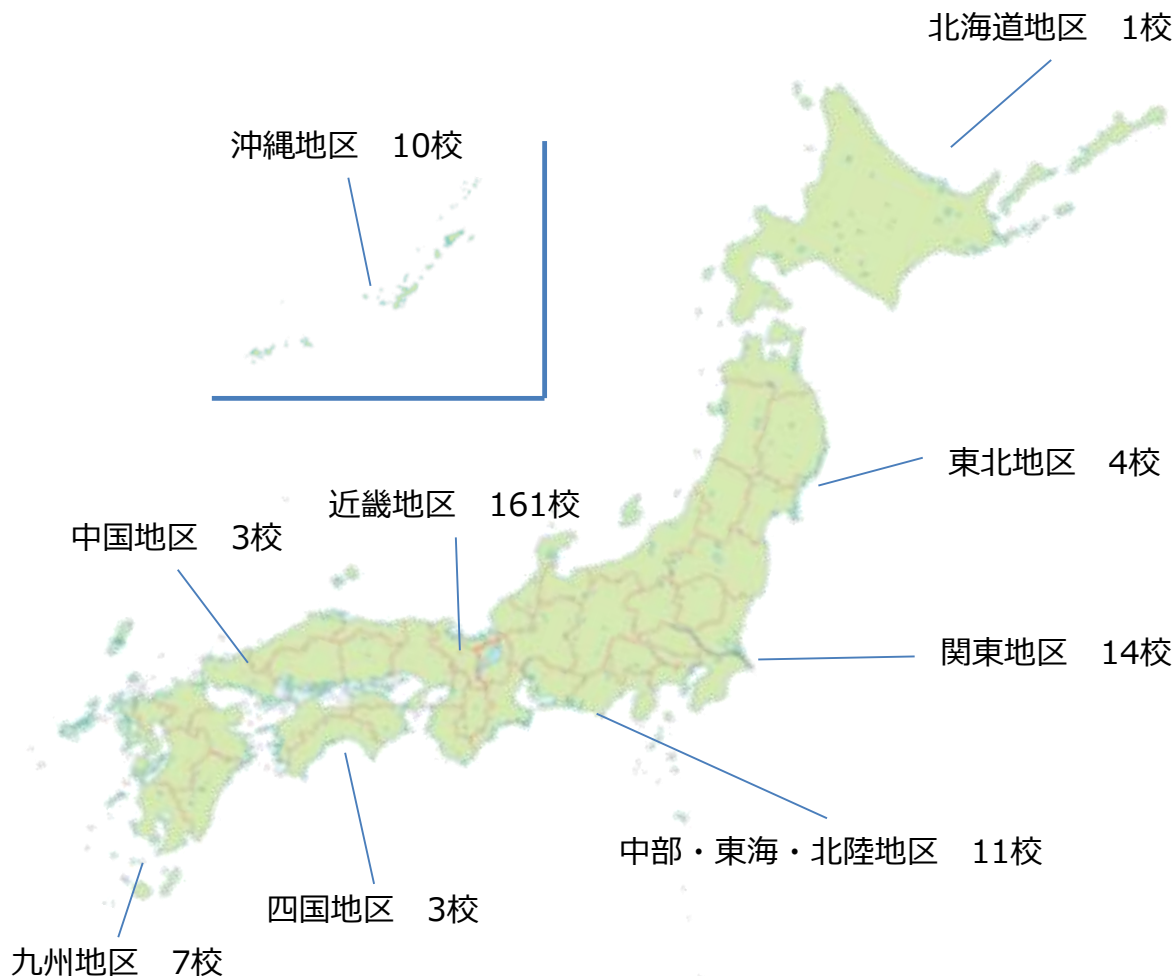 北海道地区　1校
沖縄地区　10校
東北地区　4校
近畿地区　161校
中国地区　3校
関東地区　14校
中部・東海・北陸地区　11校
四国地区　3校
九州地区　7校